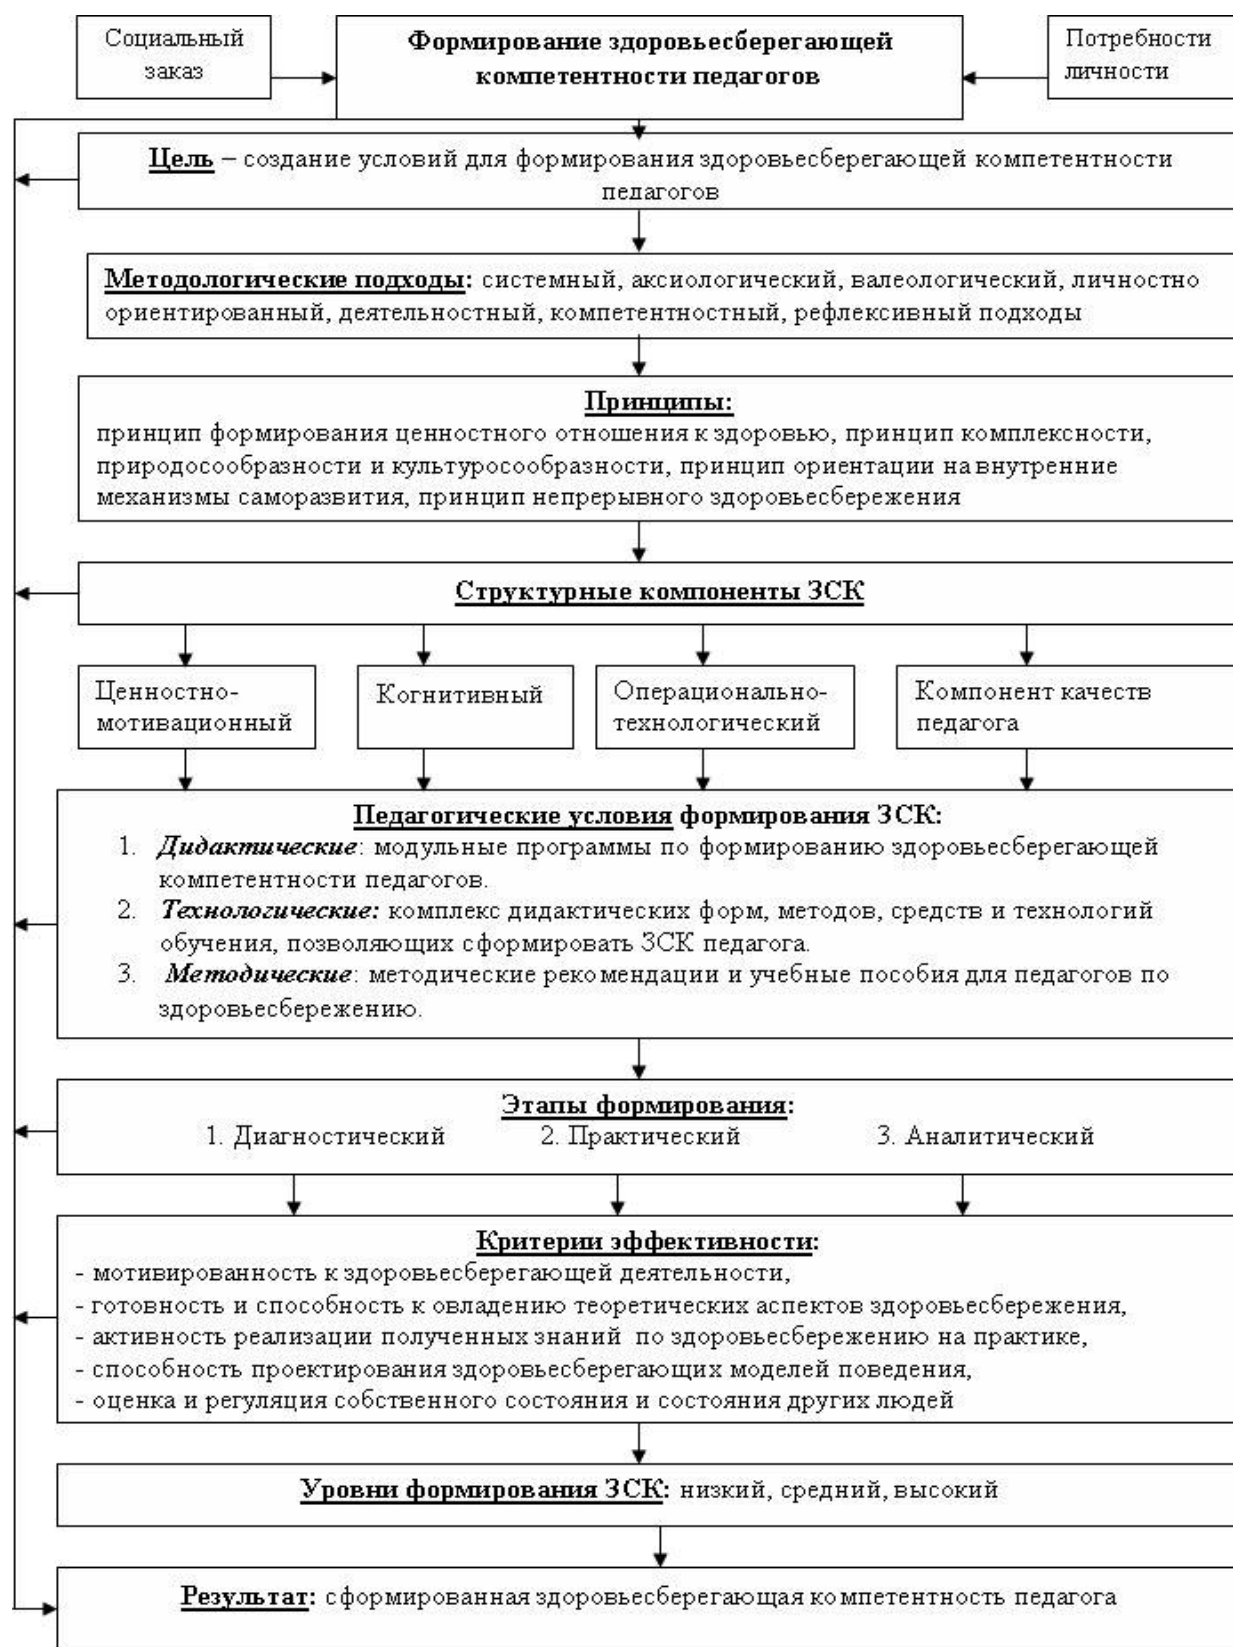 Социальный
заказ
Формирование здоровьесберегающей
компетентности педагогов
Потребности
личности
Цель – создание условий для формирования здоровьесберегающей компетентности
педагогов
Методологические подходы: системный, аксиологический, валеологический, личностно
ориентированный, деятельностный, компетентностный, рефлексивный подходы
Принципы:
принцип формирования ценностного отношения к здоровью, принцип комплексности,
природосообразности и культуросообразности, принцип ориентации на внутренние
механизмы саморазвития, принцип непрерывного здоровьесбережения
Структурные компоненты ЗСК
Ценностно-
мотивационный
Когнитивный
Операционально-
технологический
Компонент качеств
педагога
Педагогические условия формирования ЗСК:
1. Дидактические: модульные программы по формированию здоровьесберегающей
компетентности педагогов.
2. Технологические: комплекс дидактических форм, методов, средств и технологий
обучения, позволяющих сформировать ЗСК педагога.
3. Методические: методические рекомендации и учебные пособия для педагогов по
здоровьесбережению.
Этапы формирования:
1. Диагностический 2. Практический 3. Аналитический
Критерии эффективности:
- мотивированность к здоровьесберегающей деятельности,
- готовность и способность к овладению теоретических аспектов здоровьесбережения,
- активность реализации полученных знаний по здоровьесбережению на практике,
- способность проектирования здоровьесберегающих моделей поведения,
- оценка и регуляция собственного состояния и состояния других людей
Уровни формирования ЗСК: низкий, средний, высокий
Результат: сформированная здоровьесберегающая компетентность педагога